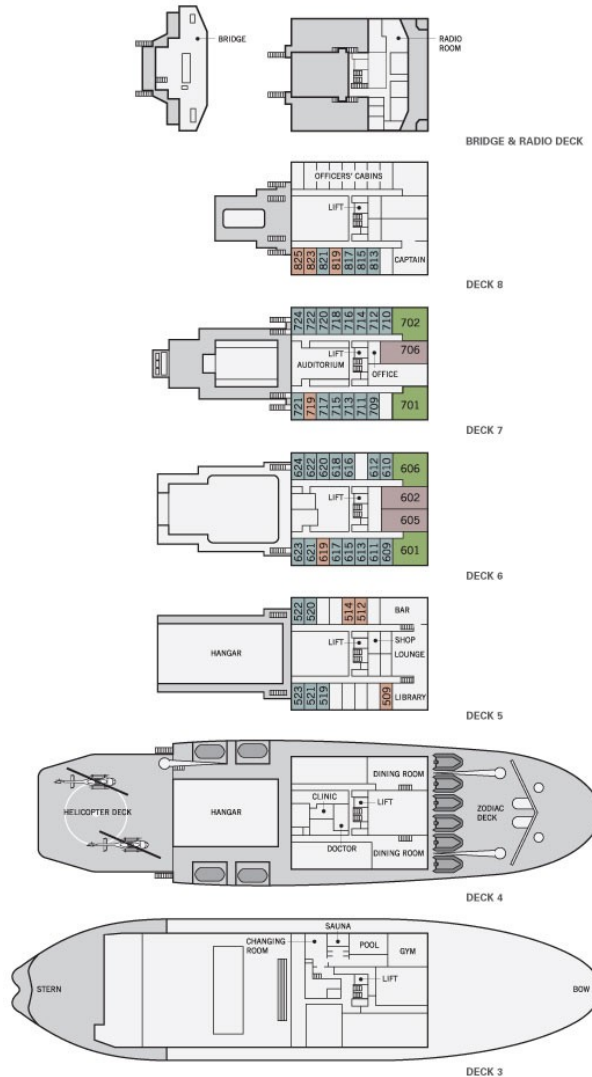 BRIDGE
RADIO
ROOM
BRIDGE & RADIO DECK
OFFICERS' CABINS
LIFT
825 823 821 819 817 815 813
CAPTAIN
DECK 8
724 722 720 718 716 714 712 710 702
LIFT
706
AUDITORIUM
OFFICE
721 719 717 715 713 711 709 701
DECK 7
624 622 620 618 616 612 610 606
LIFT
602
605
623 621 619 617 615 613 611 609 601
DECK 6
522 520 514 512 BAR
LIFT
SHOP
HANGAR
LOUNGE
523 521 519 509 LIBRARY
DECK 5
DINING ROOM
CLINIC
LIFT
HELICOPTER DECK
HANGAR
ZODIAC
DECK
DOCTOR
DINING ROOM
DECK 4
SAUNA
CHANGING
ROOM
POOL
GYM
LIFT
STERN
BOW
DECK 3